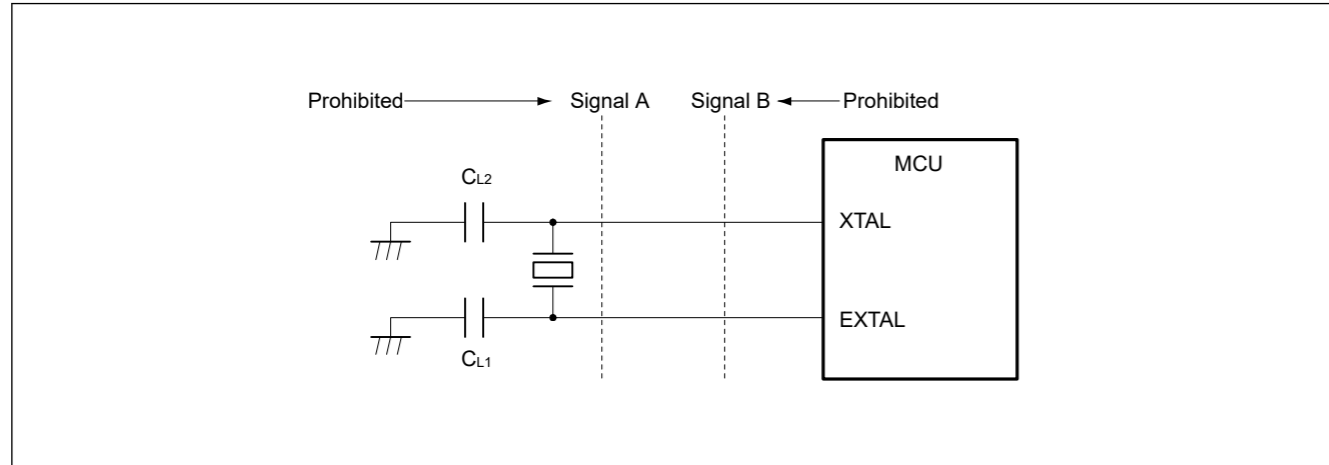 Prohibited Signal A Signal B Prohibited
MCU
CL2
XTAL
EXTAL
CL1